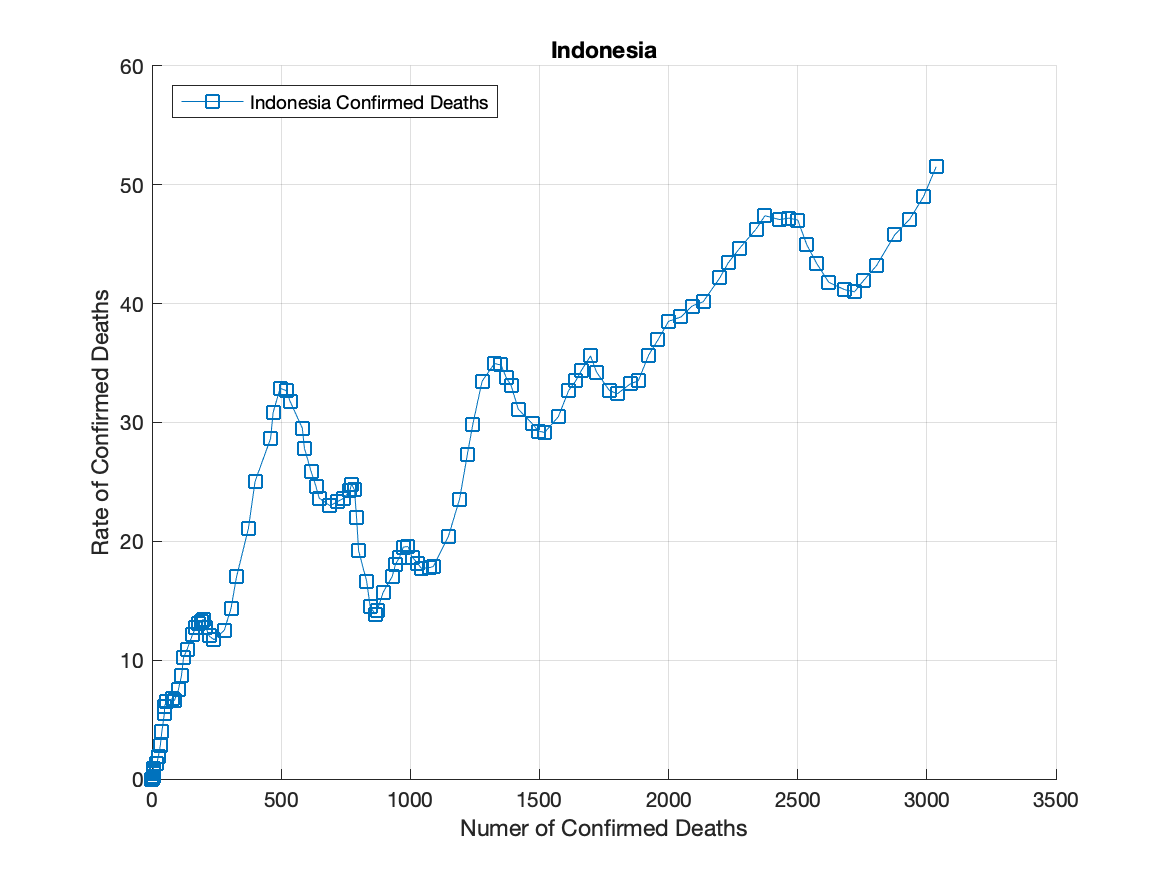 Indonesia
Indonesia Confirmed Deaths
60
50
40
30
20
10
0
Rate of Confirmed Deaths
0 500 1000 1500 2000 2500 3000 3500
Numer of Confirmed Deaths